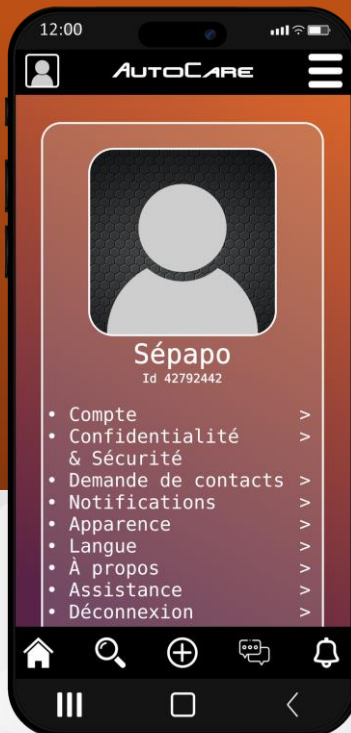 12:00
AUTOCARE
Sépapo
Id 42792442
• Compte >
• Confidentialité >
& Sécurité
• Demande de contacts >
• Notifications >
• Apparence >
• Langue >
• À propos >
• Assistance >
• Déconnexion >